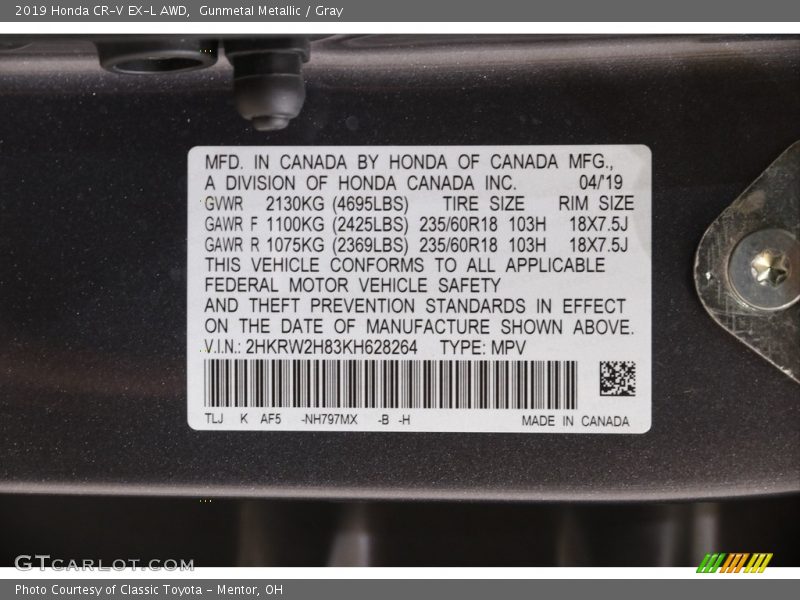 2019 Honda CR-V EX-L AWD,  Gunmetal Metallic / Gray
MFD. IN CANADA BY HONDA OF CANADA MFG.,
A DIVISION OF HONDA CANADA INC. 04/'19
GVWR 2130KG (4695LBS) TIRE SIZE RIM SIZE
GAWR F 1100KG (2425LBS) 235/60R18 103H 18X7.5J
GAWR R 1075KG (2369LBS) 235/60R18 103H 18X7.5J
THIS VEHICLE CONFORMS TO ALL APPLICABLE
FEDERAL MOTOR VEHICLE SAFETY
AND THEFT PREVENTION STANDARDS IN EFFECT
ON THE DATE OF MANUFACTURE SHOWN ABOVE.
V.I.N.: 2HKRW2H83KH628264 TYPE: MPV
TLJ K AF5 -NH797MX -B -H MADE IN CANADA
GTCARLOT.COM
Photo Courtesy of Classic Toyota - Mentor, OH